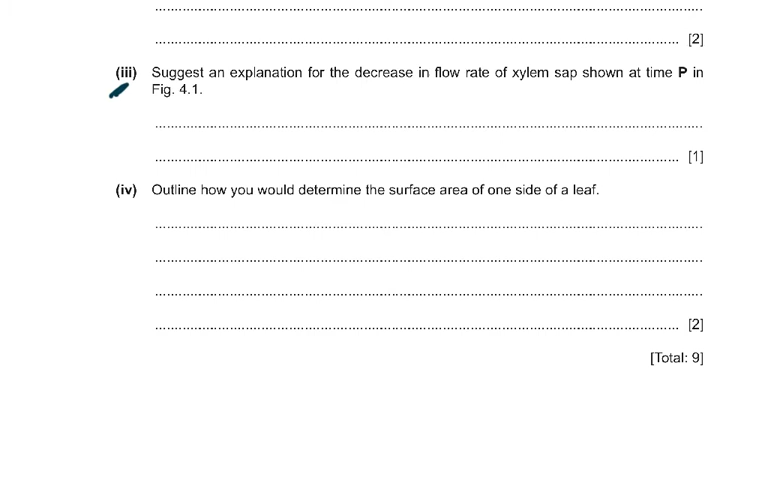 [2]
(iii) Suggest an explanation for the decrease in flow rate of xylem sap shown at time P in
Fig. 4.1.
[1]
(iv) Outline how you would determine the surface area of one side of a leaf.
[2]
[Total: 9]